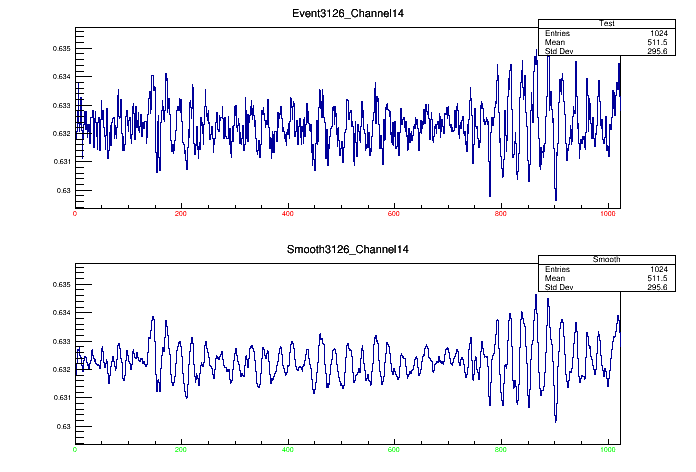 Event3126_Channel14
Test
Entries 1024
Mean 511.5
Std Dev 295.6
0.635
0.634
0.633
0.632
0.631
0.63
0 200 400 600 800 1000
Smooth3126_Channel14
Smooth
Entries 1024
Mean 511.5
Std Dev 295.6
0.635
0.634
0.633
0.632
0.631
0.63
0 200 400 600 800 1000